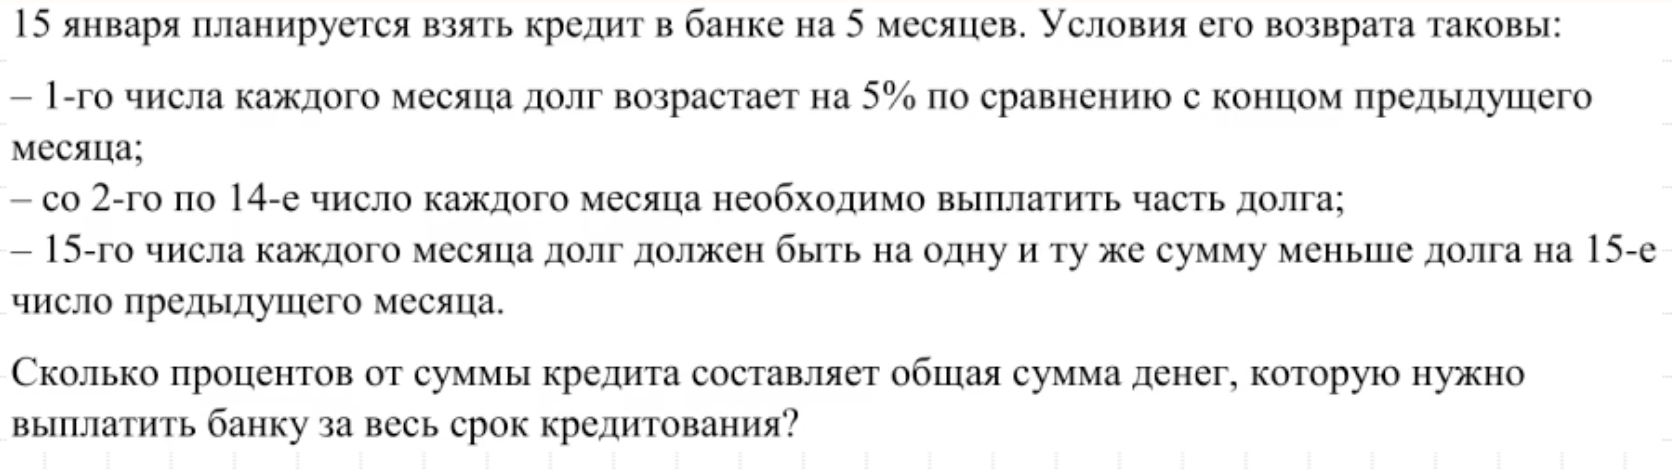 15 января планируется взять кредит в банке на 5 месяцев. Условия его возврата таковы:
– 1-го числа каждого месяца долг возрастает на 5% по сравнению с концом предыдущего
месяца;
– со 2-го по 14-е число каждого месяца необходимо выплатить часть долга;
– 15-го числа каждого месяца долг должен быть на одну и ту же сумму меньше долга на 15-е
число предыдущего месяца.
Сколько процентов от суммы кредита составляет общая сумма денег, которую нужно
выплатить банку за весь срок кредитования?